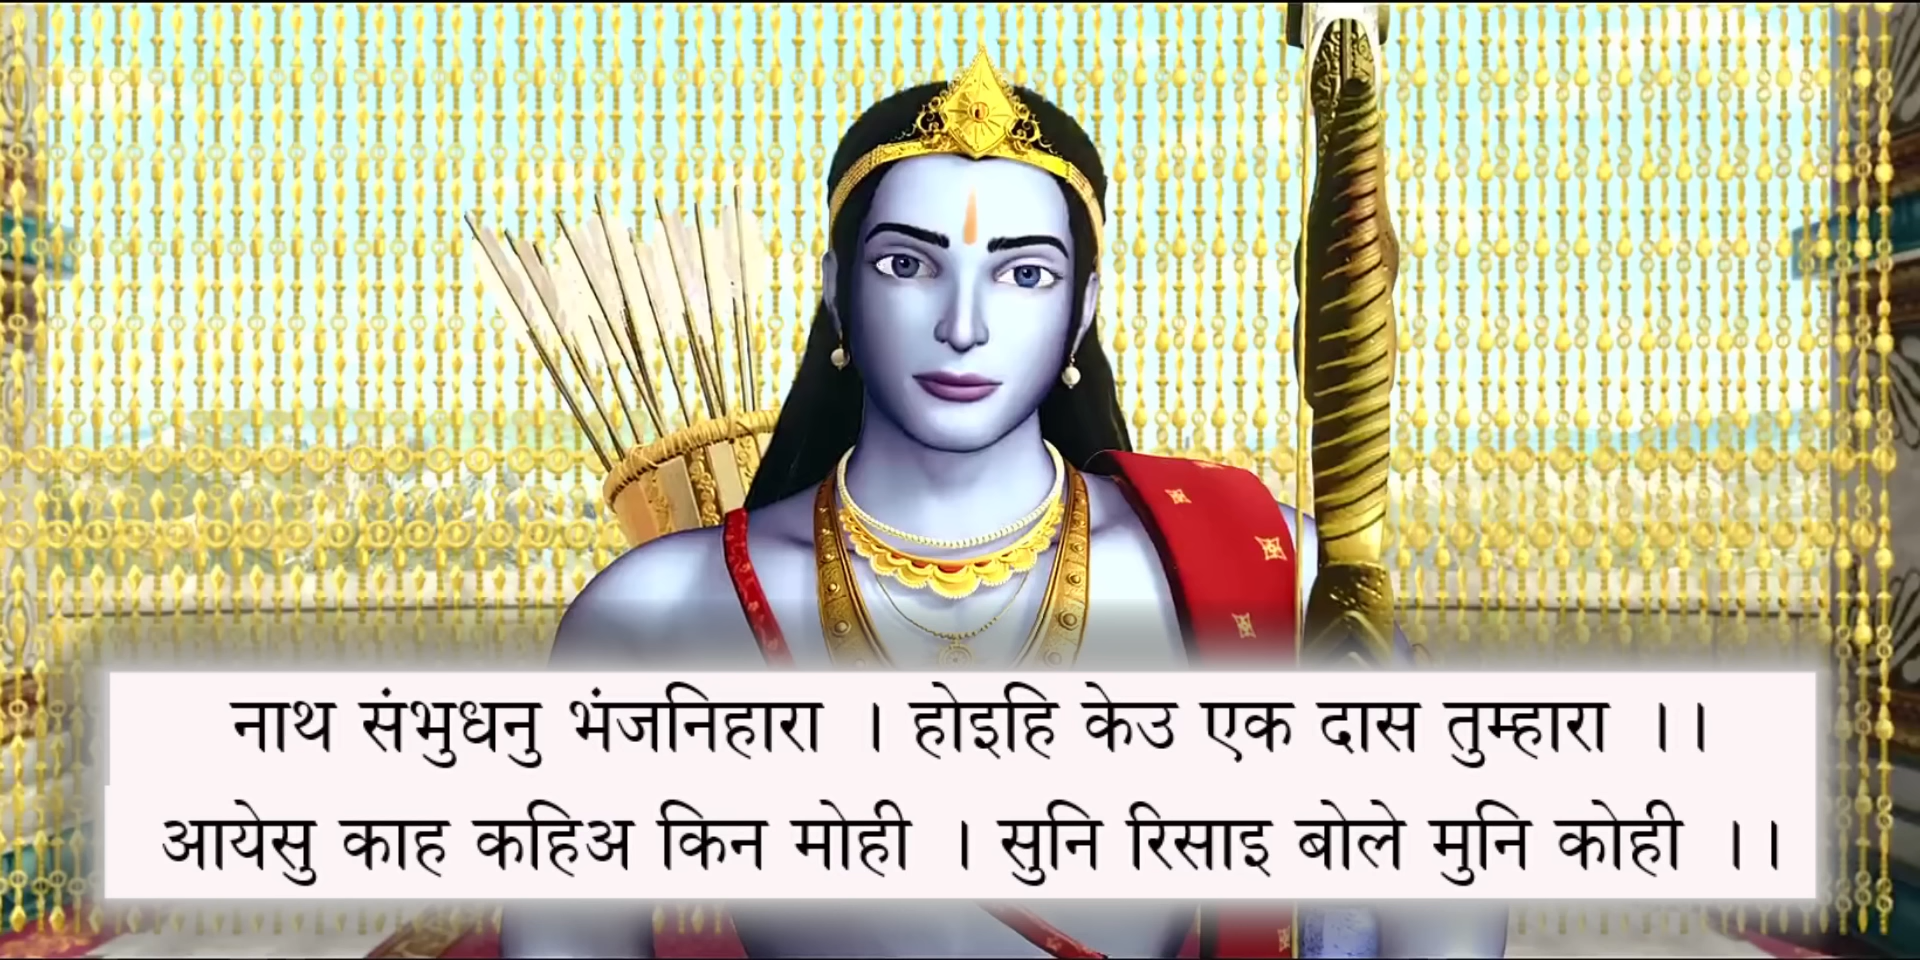 नाथ संभुधनु भंजनिहारा । होइहि केउ एक दास तुम्हारा ।।
आयेसु काह कहिअ किन मोही । सुनि रिसाइ बोले मुनि कोही ।।